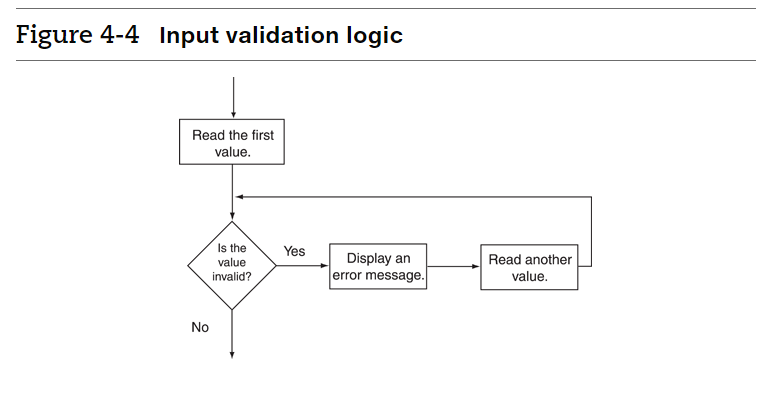 Figure 4-4 Input validation logic
Read the first
value.
Is the
value
invalid?
Yes
Display an
error message.
Read another
value.
No